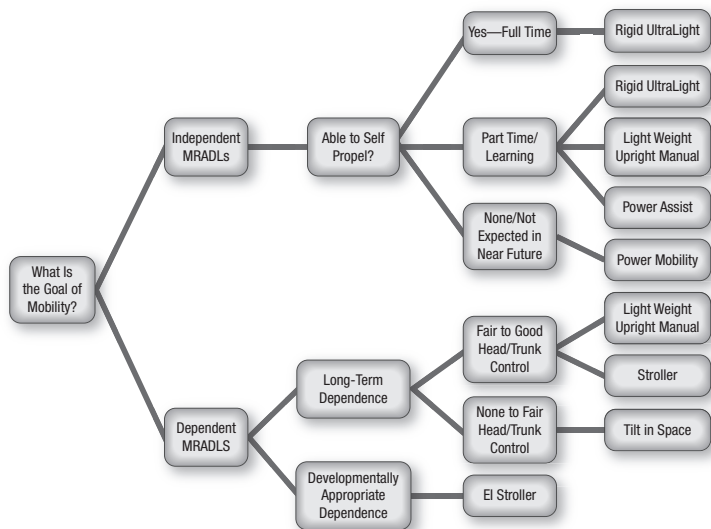 Yes—Full Time
Rigid UltraLight
Rigid UltraLight
Independent
MRADLs
Able to Self
Propel?
Part Time/
Learning
Light Weight
Upright Manual
Power Assist
None/Not
Expected in
Near Future
Power Mobility
What Is
the Goal of
Mobility?
Light Weight
Upright Manual
Fair to Good
Head/Trunk
Control
Long-Term
Dependence
Stroller
None to Fair
Head/Trunk
Control
Tilt in Space
Dependent
MRADLS
Developmentally
Appropriate
Dependence
EI Stroller